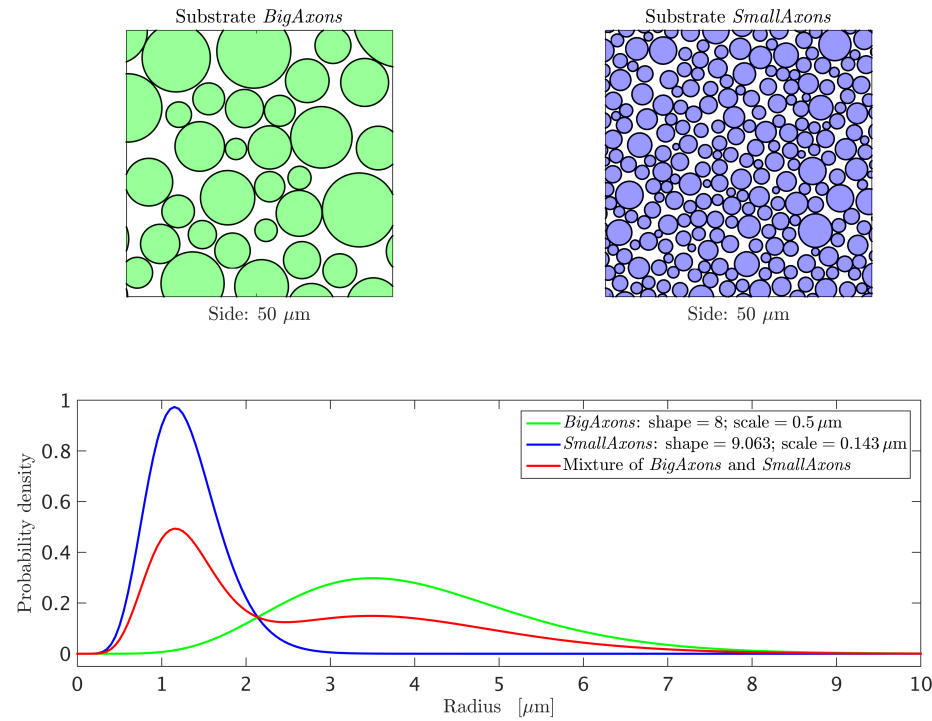 Substrate BigAxons
Substrate SmallAxons
Side: 50 μm
Side: 50 μm
1
0.8
0.6
0.4
0.2
0
Probability density
BigAxons: shape = 8; scale = 0.5 μm
SmallAxons: shape = 9.063; scale = 0.143 μm
Mixture of BigAxons and SmallAxons
0 1 2 3 4 5 6 7 8 9 10
Radius [μm]